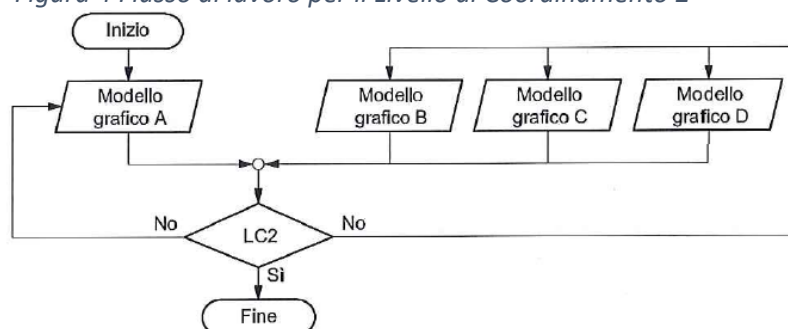 Figura 4 Flusso di lavoro per il Livello di Coordinamento 2
Inizio
Modello
grafico A
Modello
grafico B
Modello
grafico C
Modello
grafico D
No
LC2
No
Sì
Fine